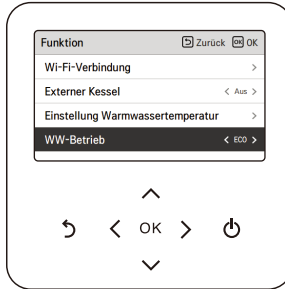 Funktion Zurück OK OK
Wi-Fi-Verbindung >
Externer Kessel < Aus >
Einstellung Warmwassertemperatur >
WW-Betrieb < ECO >
OK